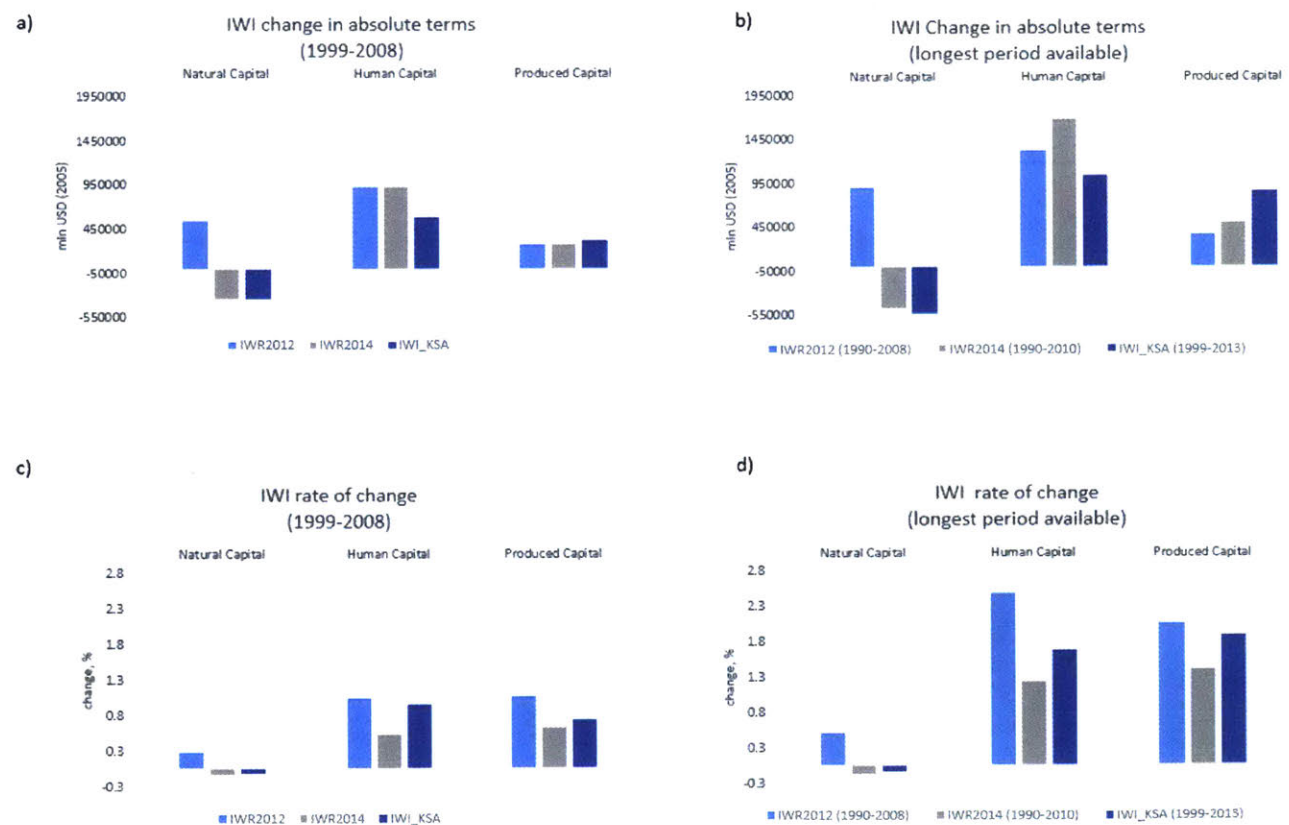 a)
IWI change in absolute terms
(1999-2008)
Natural Capital Human Capital Produced Capital
1950000
1450000
950000
450000
-50000
-550000
mln USD (2005)
IWR2012 IWR2014 IWI_KSA
b)
IWI Change in absolute terms
(longest period available)
Natural Capital Human Capital Produced Capital
1950000
1450000
950000
450000
-50000
-550000
mln USD (2005)
IWR2012 (1990-2008) IWR2014 (1990-2010) IWI_KSA (1999-2013)
c)
IWI rate of change
(1999-2008)
Natural Capital Human Capital Produced Capital
2.8
2.3
1.8
1.3
0.8
0.3
-0.3
change, %
IWR2012 IWR2014 IWI_KSA
d)
IWI rate of change
(longest period available)
Natural Capital Human Capital Produced Capital
2.8
2.3
1.8
1.3
0.8
0.3
-0.3
change, %
IWR2012 (1990-2008) IWR2014 (1990-2010) IWI_KSA (1999-2013)